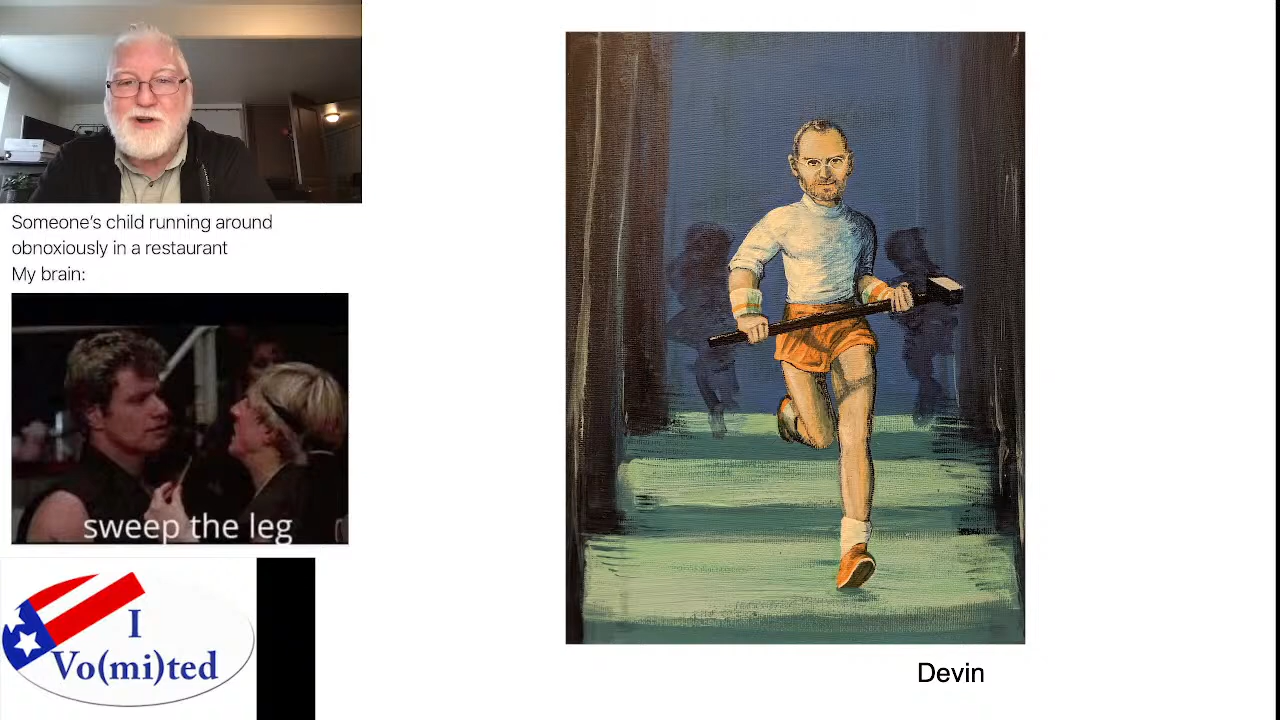 Someone's child running around
obnoxiously in a restaurant
My brain:
sweep the leg
I
Vo(mi)ted
Devin